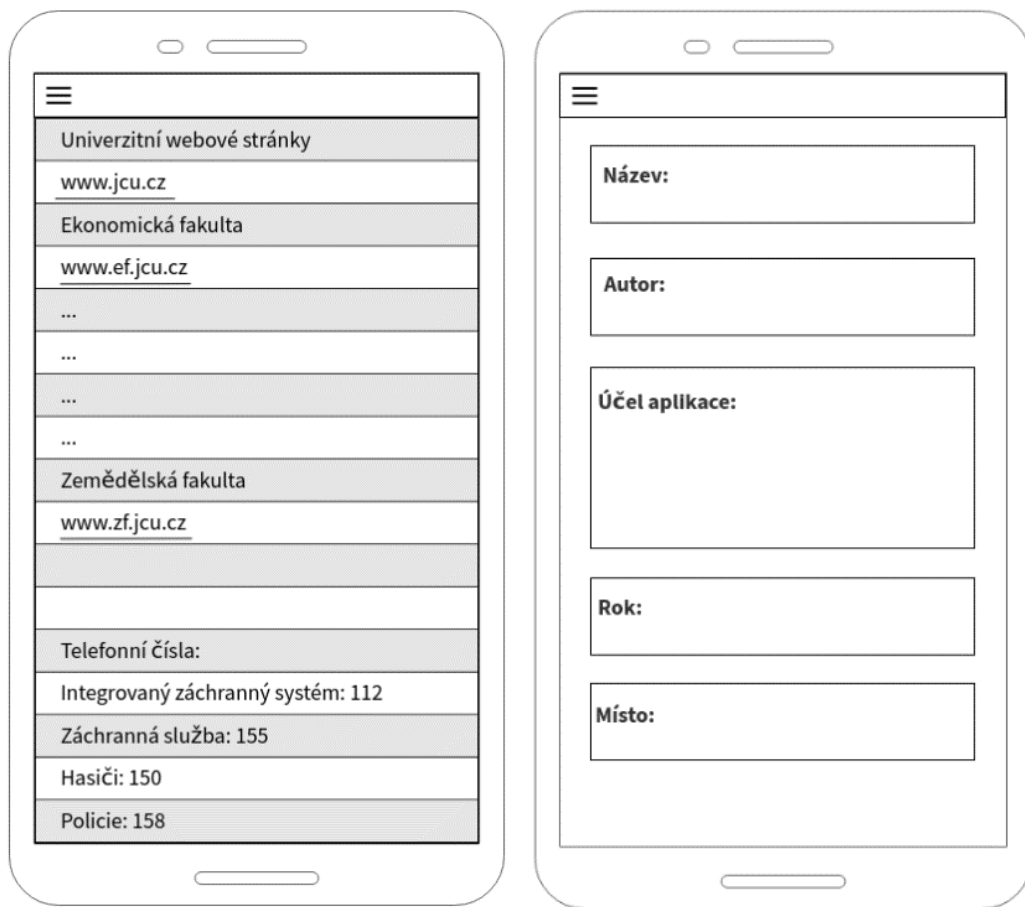 Univerzitní webové stránky
www.jcu.cz
Ekonomická fakulta
www.ef.jcu.cz
...
...
...
...
Zemědělská fakulta
www.zf.jcu.cz
Telefonní čísla:
Integrovaný záchranný systém: 112
Záchranná služba: 155
Hasiči: 150
Policie: 158
Název:
Autor:
Účel aplikace:
Rok:
Místo: